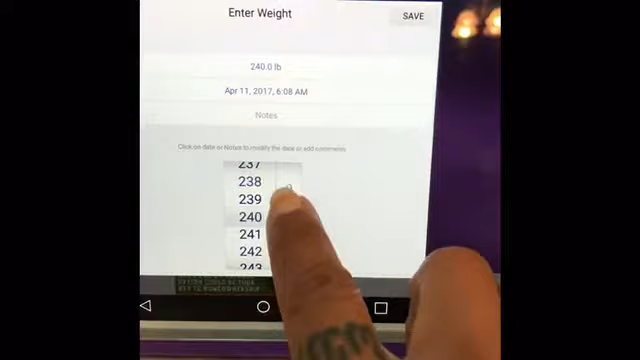 Enter Weight
SAVE
240.0 lb
Apr 11, 2017, 6:08 AM
Notes
Click on date or Notes to modify the date or add comments
237
238
239
240
241
242
243